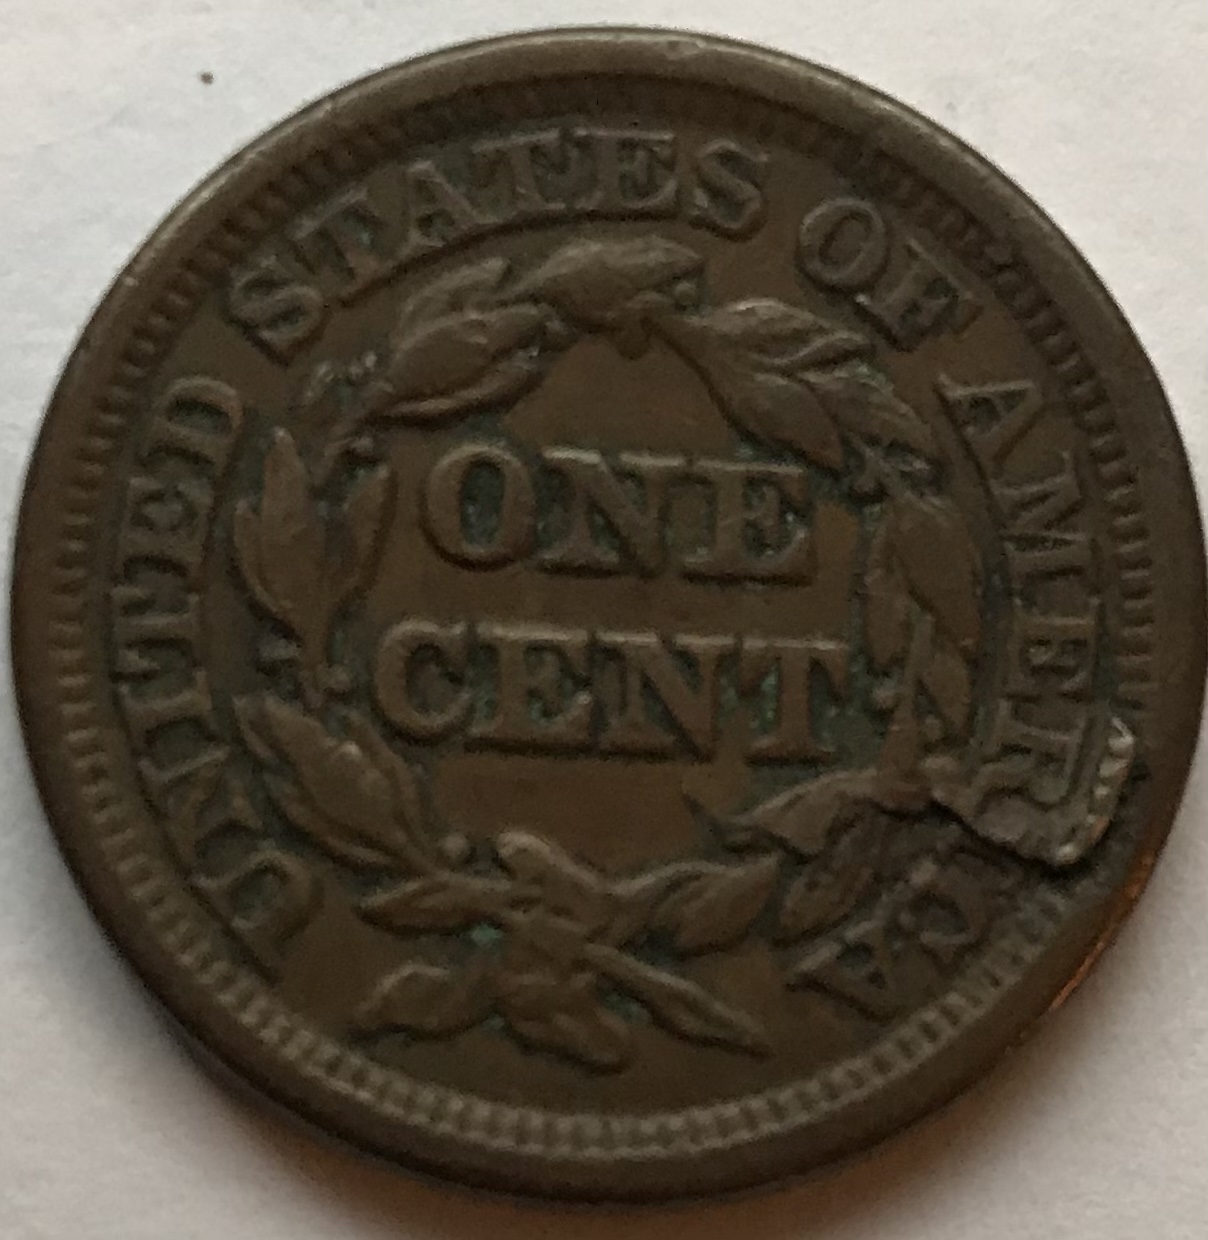 UNITED STATES OF AMERICA
ONE
CENT